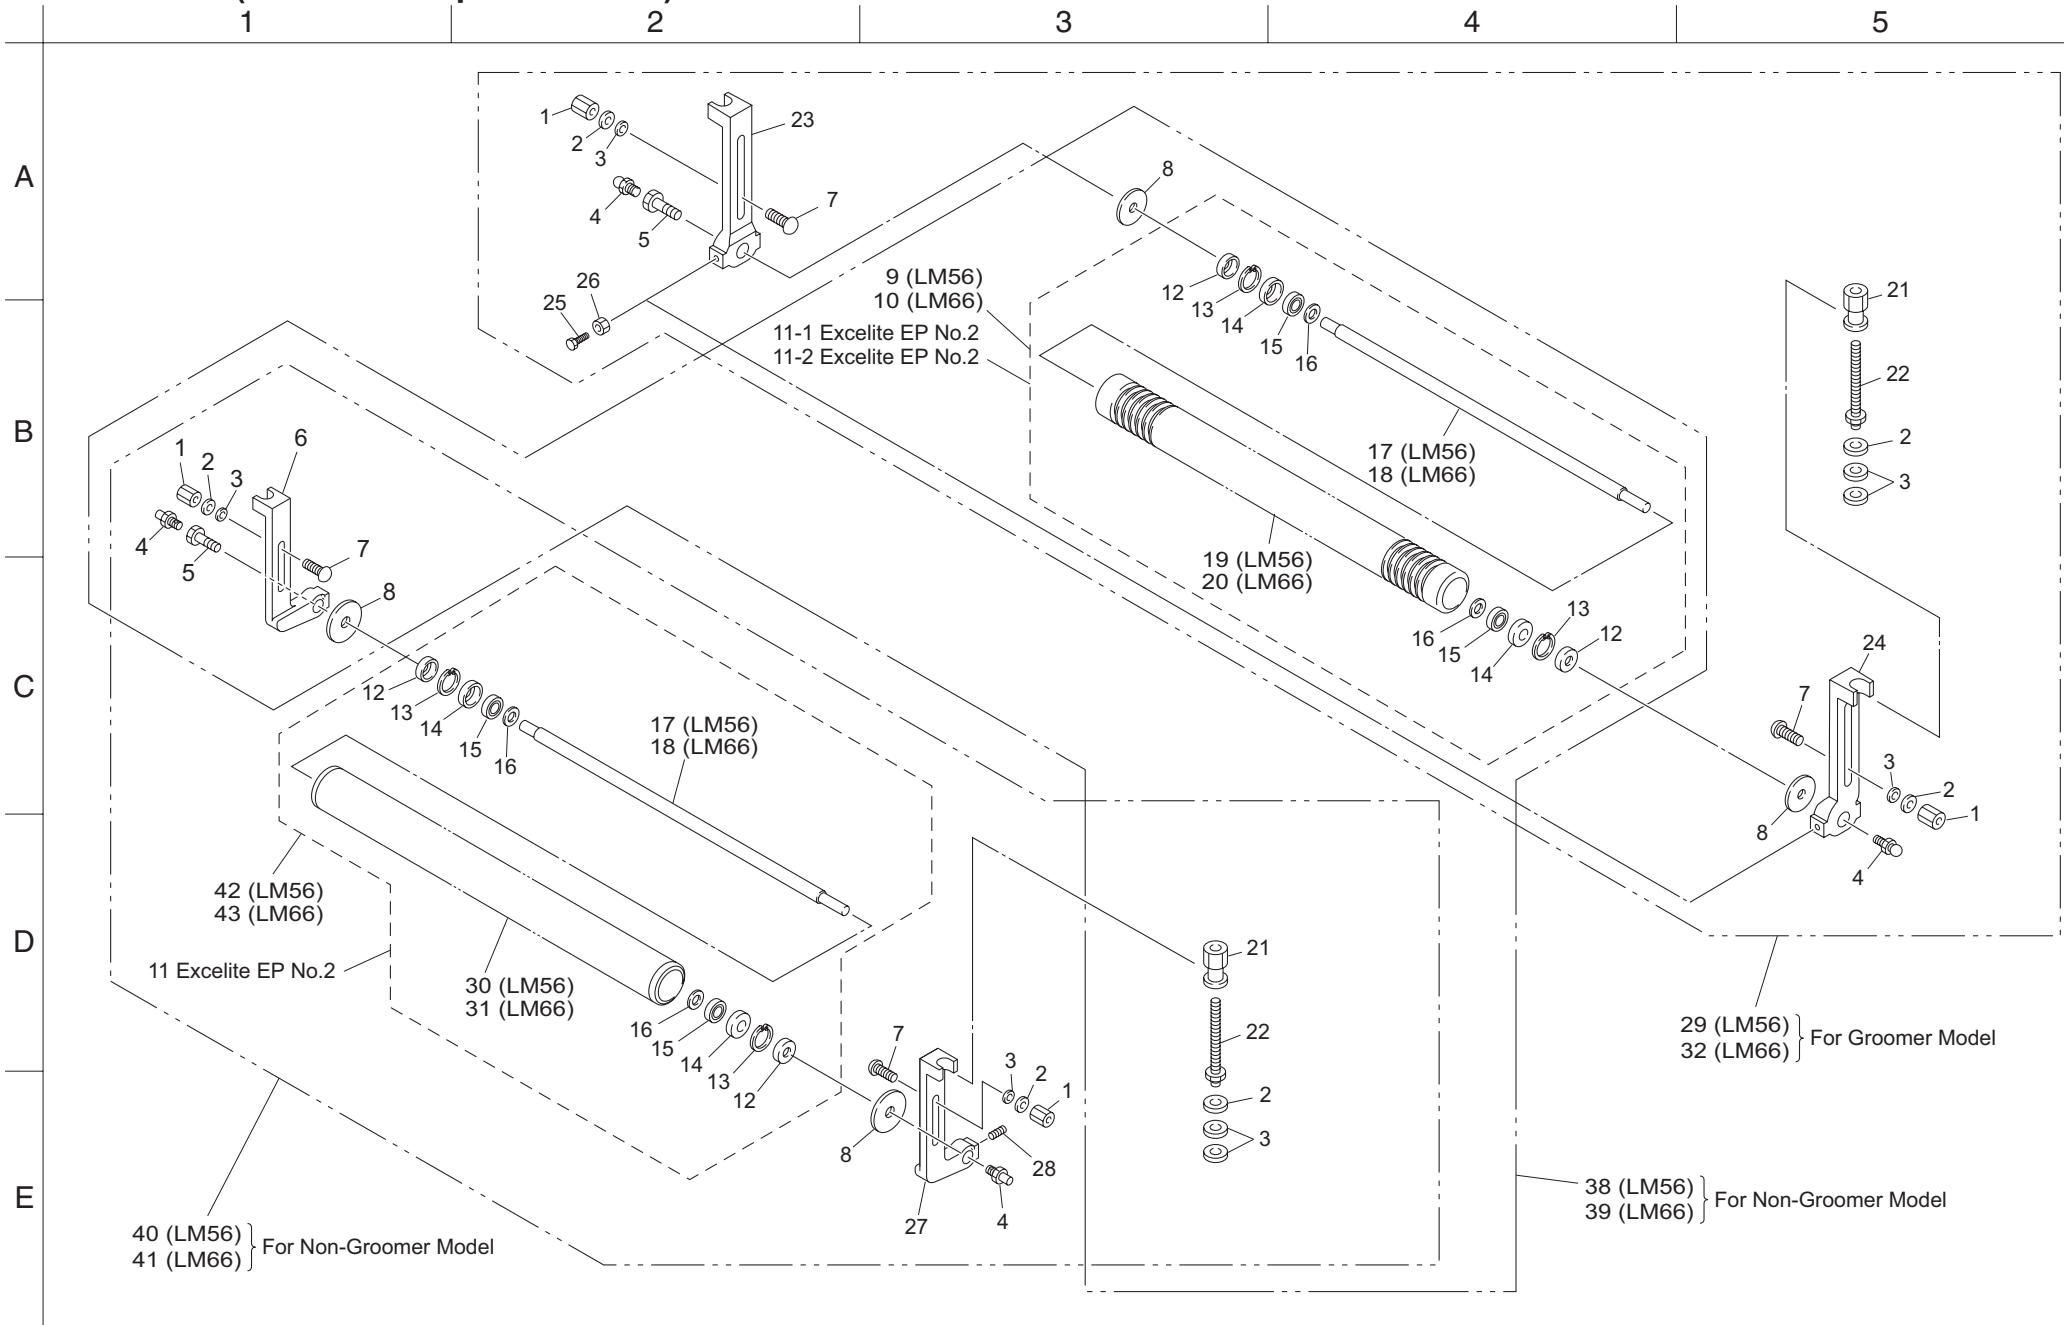 1 2 3 4 5
A
B
C
D
E
1
2
3
4
5
23
7
25
26
8
9 (LM56)
10 (LM66)
11-1 Excelite EP No.2
11-2 Excelite EP No.2
12
13
14
15
16
17 (LM56)
18 (LM66)
19 (LM56)
20 (LM66)
16
15
14
13
12
21
22
2
3
24
7
3
2
1
8
4
1
2
3
6
4
5
7
8
12
13
14
15
16
17 (LM56)
18 (LM66)
42 (LM56)
43 (LM66)
11 Excelite EP No.2
30 (LM56)
31 (LM66)
16
15
14
13
12
7
3
2
1
8
28
27
4
21
22
2
3
29 (LM56)
32 (LM66)
For Groomer Model
38 (LM56)
39 (LM66)
For Non-Groomer Model
40 (LM56)
41 (LM66)
For Non-Groomer Model